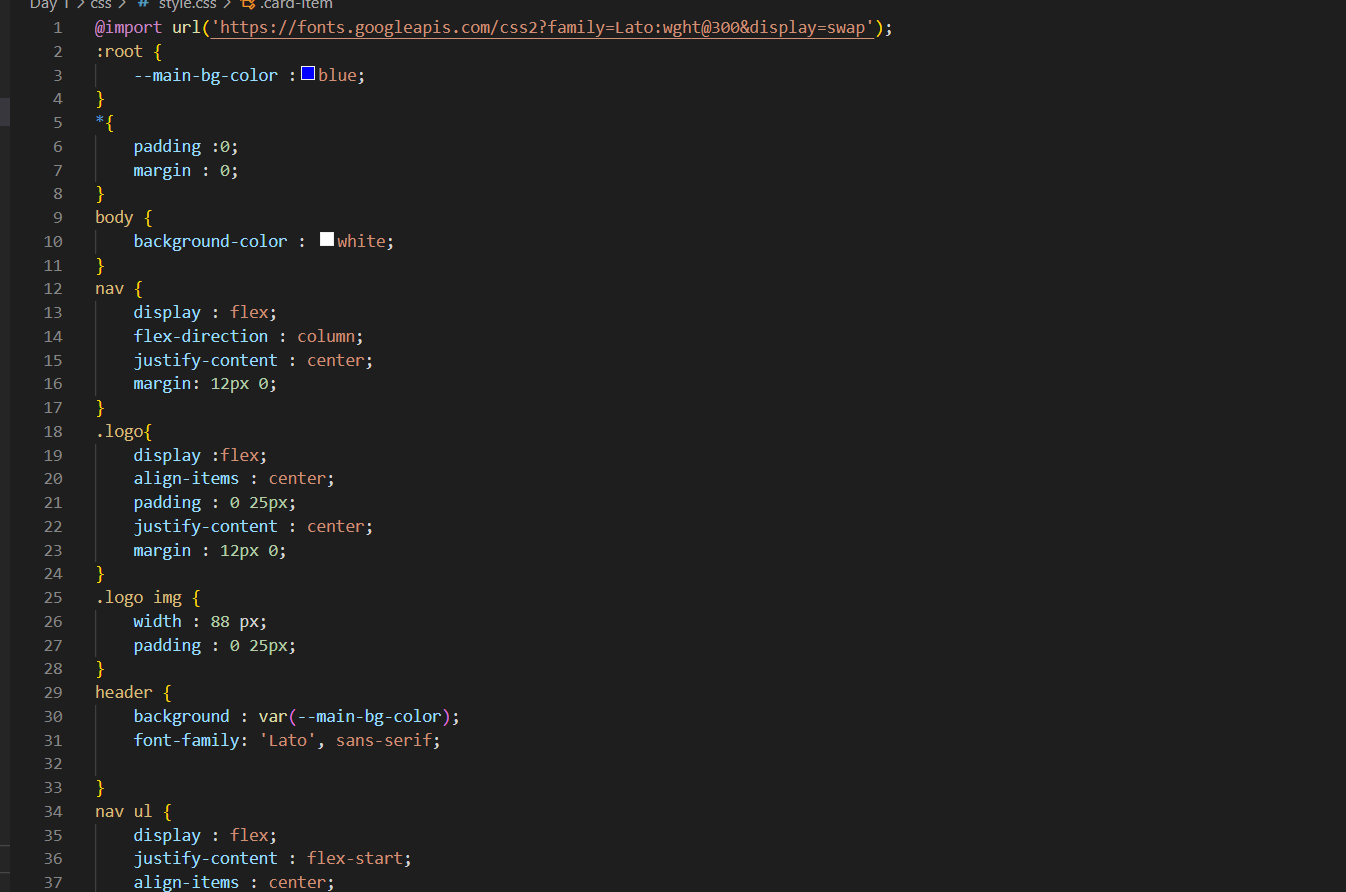 Day 1 > css > # style.css > .card-item
1 @import url('https://fonts.googleapis.com/css2?family=Lato:wght@300&display=swap');
2 :root {
3     --main-bg-color :blue;
4 }
5 *{
6     padding :0;
7     margin : 0;
8 }
9 body {
10     background-color : white;
11 }
12 nav {
13     display : flex;
14     flex-direction : column;
15     justify-content : center;
16     margin: 12px 0;
17 }
18 .logo{
19     display :flex;
20     align-items : center;
21     padding : 0 25px;
22     justify-content : center;
23     margin : 12px 0;
24 }
25 .logo img {
26     width : 88 px;
27     padding : 0 25px;
28 }
29 header {
30     background : var(--main-bg-color);
31     font-family: 'Lato', sans-serif;
32
33 }
34 nav ul {
35     display : flex;
36     justify-content : flex-start;
37     align-items : center;